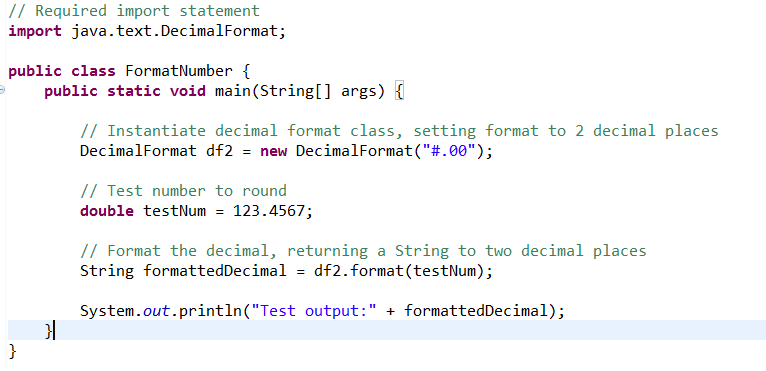 // Required import statement
import java.text.DecimalFormat;
public class FormatNumber {
public static void main(String[] args) {
// Instantiate decimal format class, setting format to 2 decimal places
DecimalFormat df2 = new DecimalFormat("#.00");
// Test number to round
double testNum = 123.4567;
// Format the decimal, returning a String to two decimal places
String formattedDecimal = df2.format(testNum);
System.out.println("Test output:" + formattedDecimal);
}
}